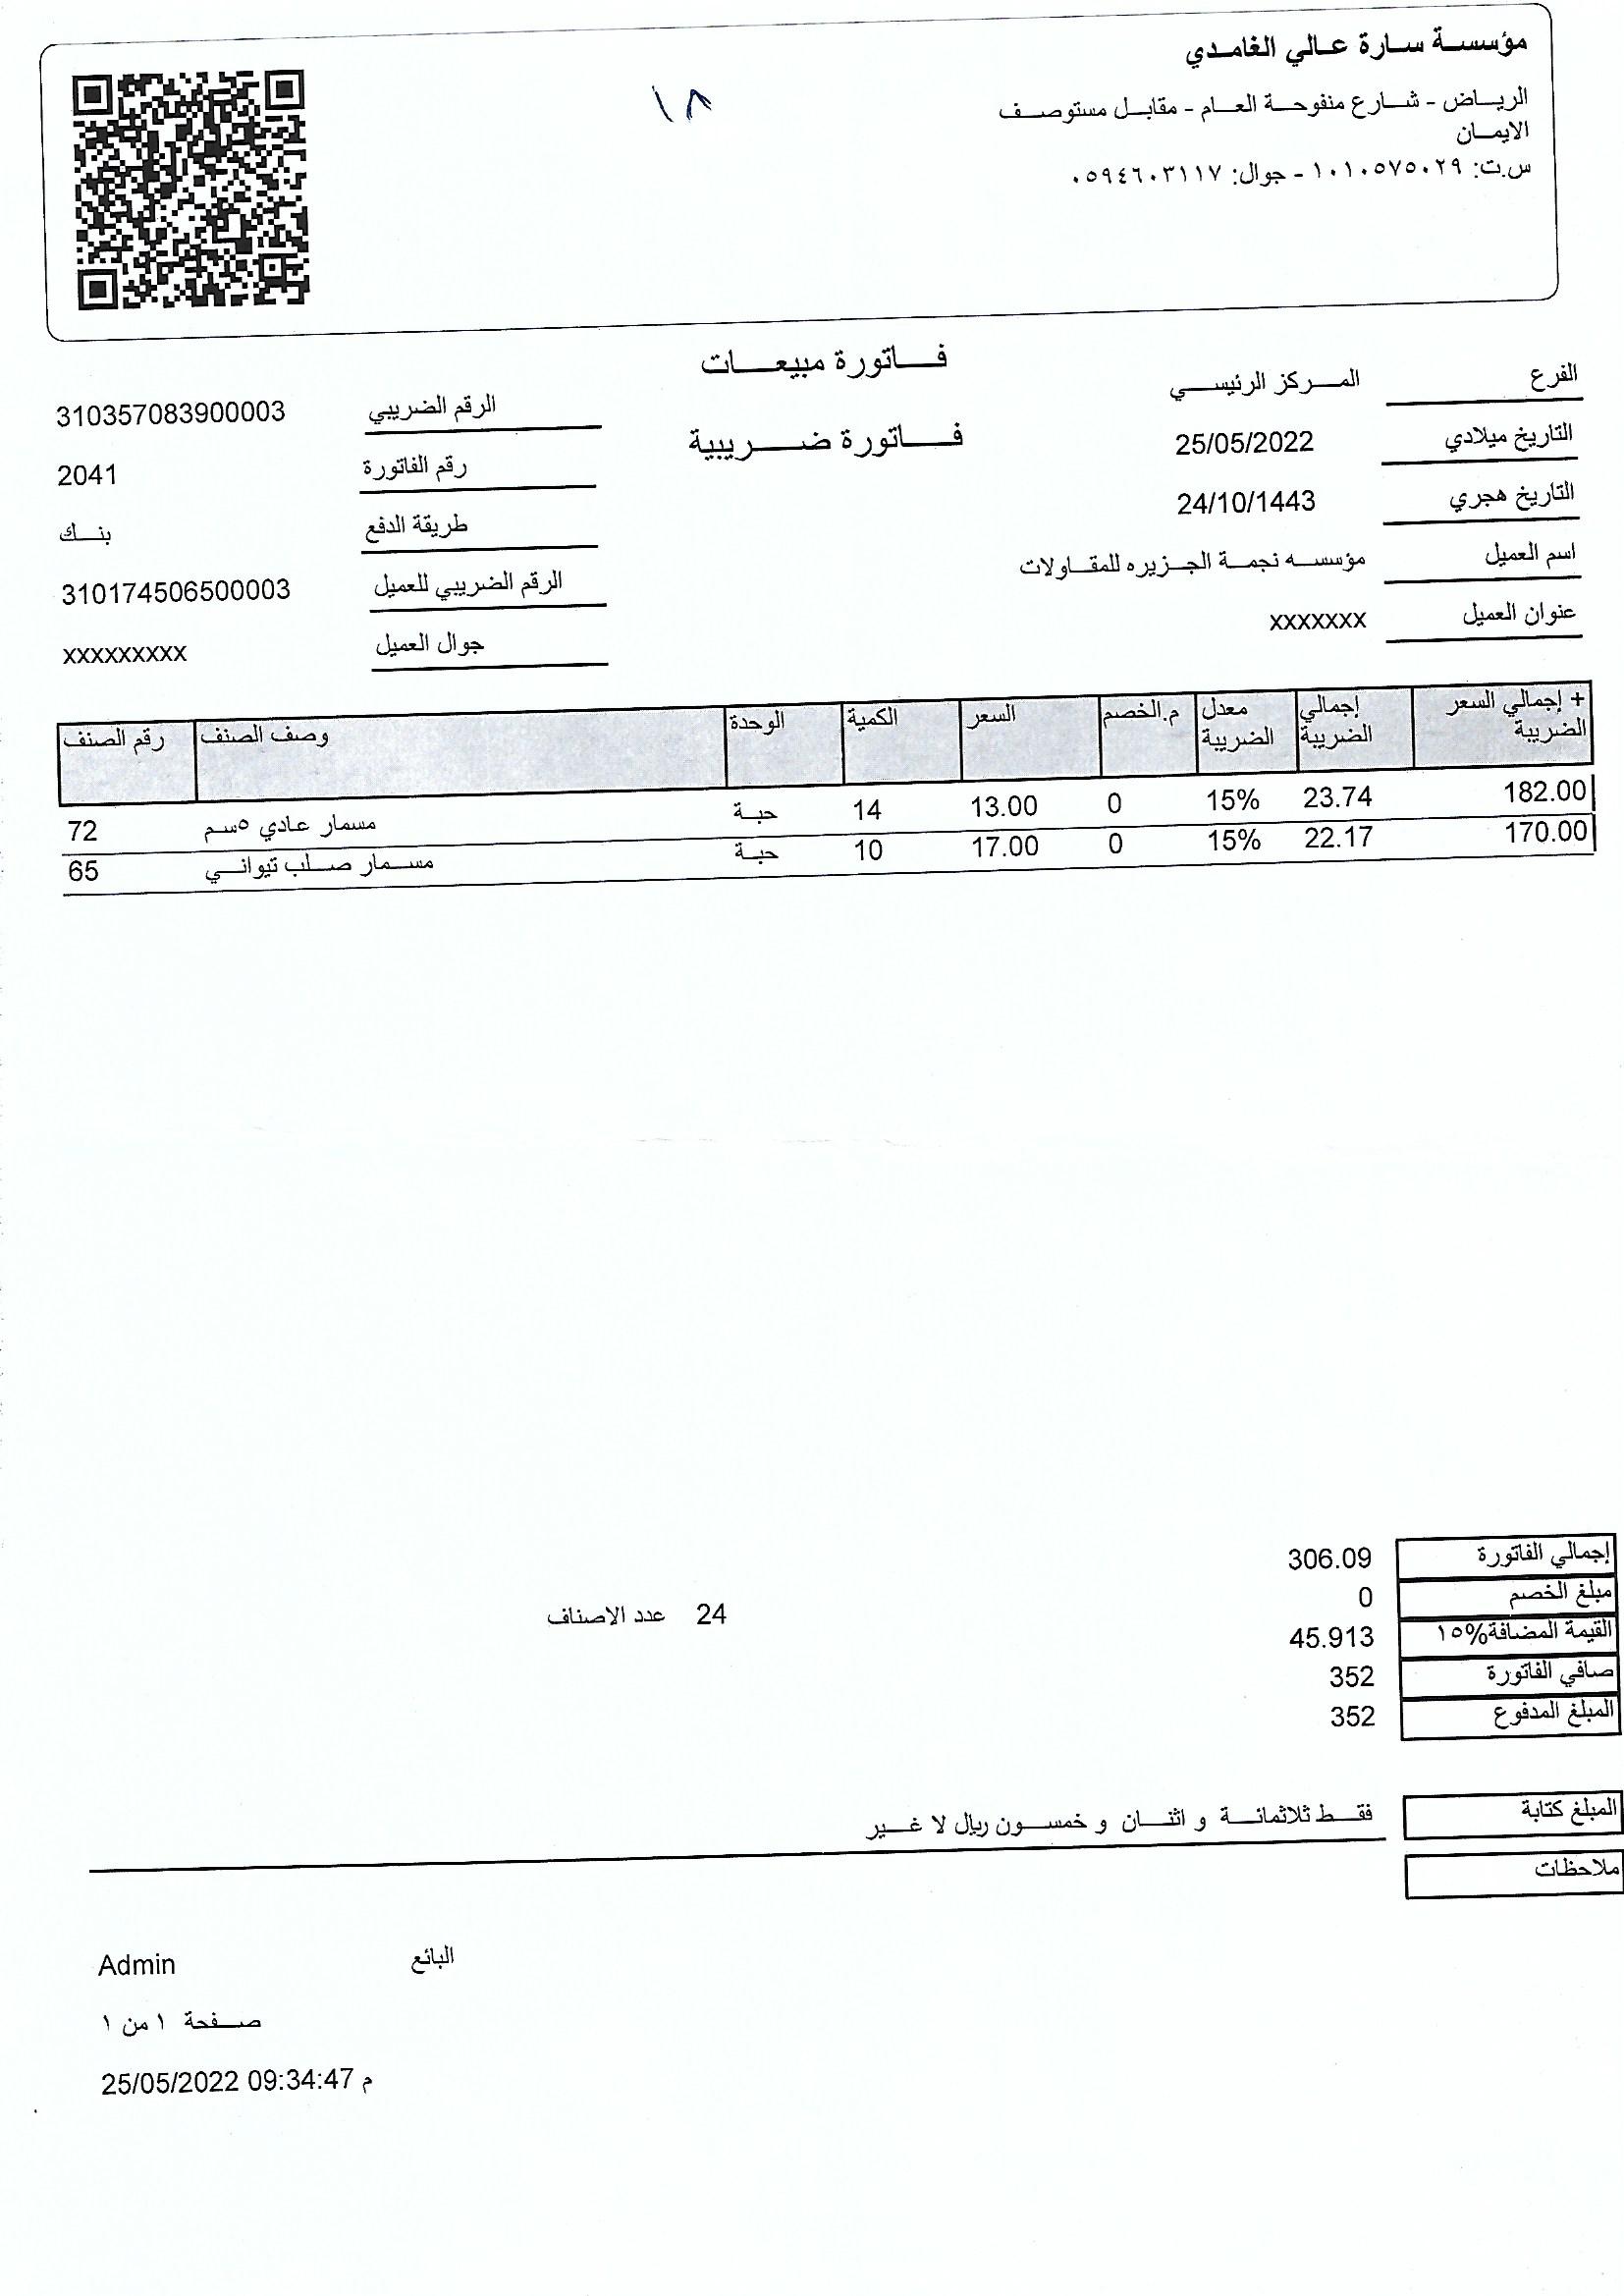 مؤسسة سارة عالي الغامدي
الرياض - شارع منفوحة العام - مقابل مستوصف
الايمان
س.ت: ١٠١٠٥٧٥٠٢٩ - جوال: ٠٥٩٤٦٠٣١١٧
١٨
فاتورة مبيعات
فاتورة ضريبية
الفرع المركز الرئيسي
التاريخ ميلادي 25/05/2022
التاريخ هجري 24/10/1443
اسم العميل مؤسسه نجمة الجزيره للمقاولات
عنوان العميل xxxxxxx
الرقم الضريبي 310357083900003
رقم الفاتورة 2041
طريقة الدفع بنك
الرقم الضريبي للعميل 310174506500003
جوال العميل xxxxxxxxx
رقم الصنف وصف الصنف الوحدة الكمية السعر م.الخصم معدل الضريبة إجمالي الضريبة إجمالي السعر + الضريبة
72 مسمار عادي ٥سم حبة 14 13.00 0 15% 23.74 182.00
65 مسمار صلب تيواني حبة 10 17.00 0 15% 22.17 170.00
إجمالي الفاتورة 306.09
مبلغ الخصم 0
عدد الاصناف 24
القيمة المضافة%١٥ 45.913
صافي الفاتورة 352
المبلغ المدفوع 352
المبلغ كتابة فقط ثلاثمائة و اثنان و خمسون ريال لا غير
ملاحظات
البائع Admin
صفحة ١ من ١
25/05/2022 09:34:47 م